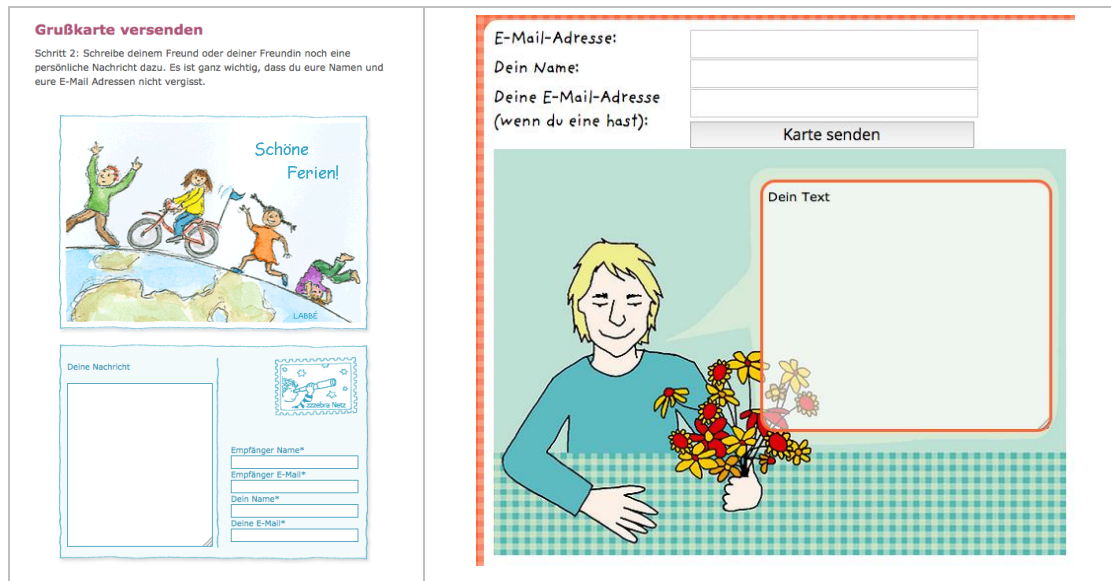 Grußkarte versenden
Schritt 2: Schreibe deinem Freund oder deiner Freundin noch eine
persönliche Nachricht dazu. Es ist ganz wichtig, dass du eure Namen und
eure E-Mail Adressen nicht vergisst.
Schöne
Ferien!
LABBÉ
Deine Nachricht
zzzebra Netz
Empfänger Name*
Empfänger E-Mail*
Dein Name*
Deine E-Mail*
E-Mail-Adresse:
Dein Name:
Deine E-Mail-Adresse
(wenn du eine hast):
Karte senden
Dein Text